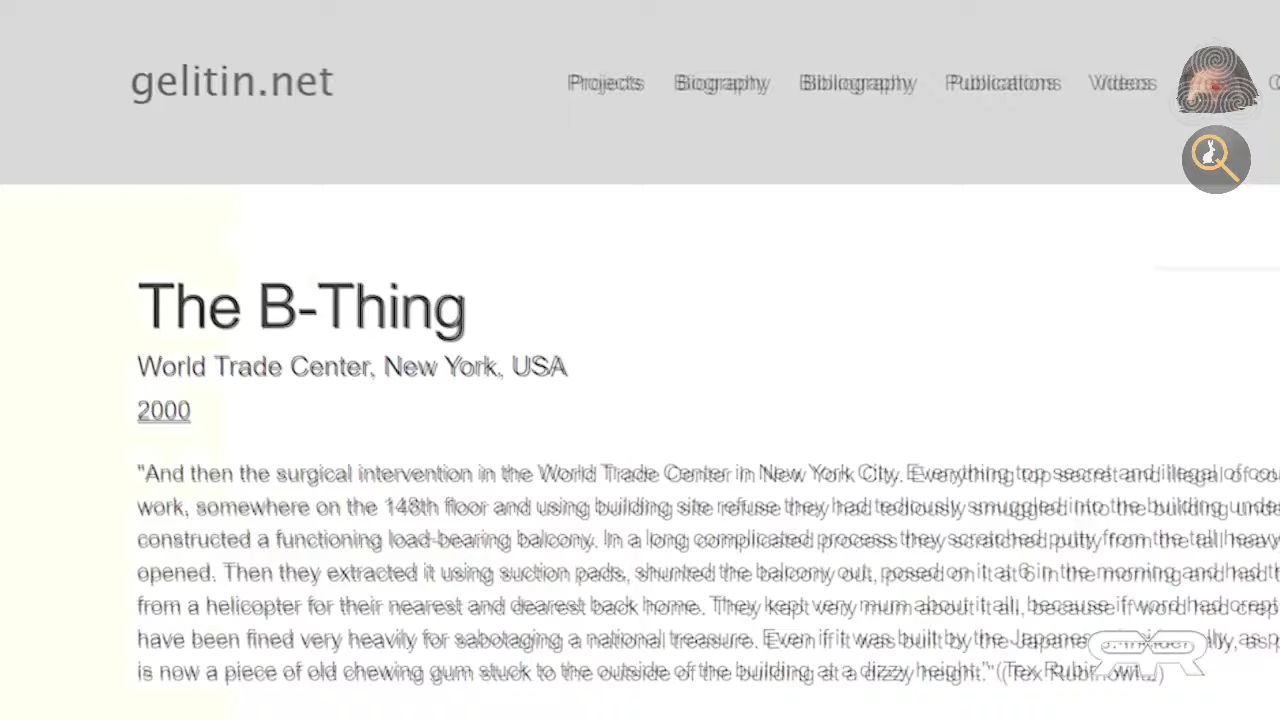 gelitin.net
Projects Biography Bibliography Publications Videos
The B-Thing
World Trade Center, New York, USA
2000
"And then the surgical intervention in the World Trade Center in New York City. Everything top secret and illegal of cou
work, somewhere on the 148th floor and using building site refuse they had tediously smuggled into the building unde
constructed a functioning load-bearing balcony. In a long complicated process they scratched putty from the tall heavy
opened. Then they extracted it using suction pads, shunted the balcony out, posed on it at 6 in the morning and had t
from a helicopter for their nearest and dearest back home. They kept very mum about it all, because if word had crep
have been fined very heavily for sabotaging a national treasure. Even if it was built by the Japanese as p
is now a piece of old chewing gum stuck to the outside of the building at a dizzy height." (Tex Rubinowitz)